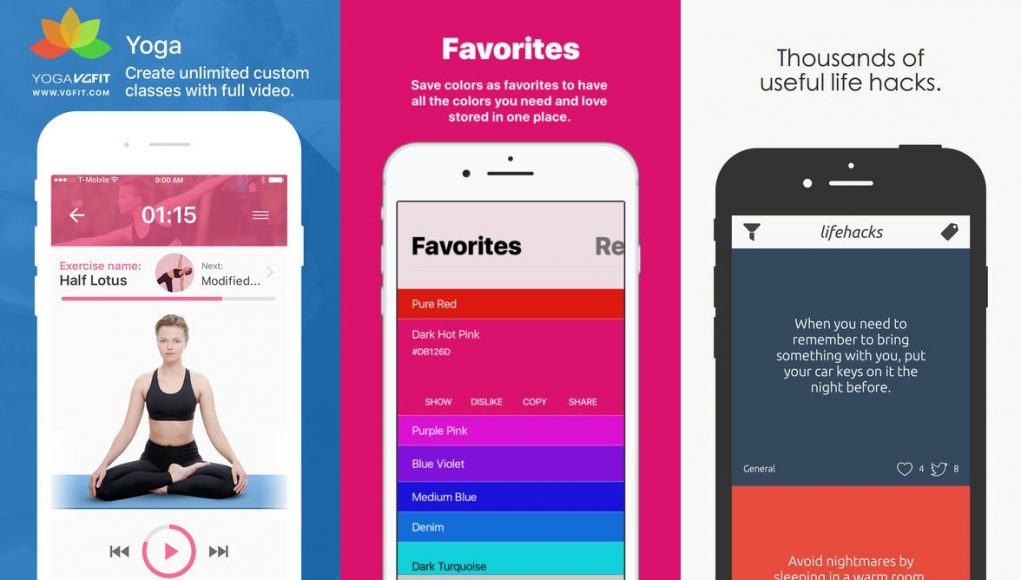 YOGAVGFIT
WWW.VGFIT.COM
Yoga
Create unlimited custom
classes with full video.
T-Mobile
9:00 AM
01:15
Exercise name:
Half Lotus
Next:
Modified...
Favorites
Save colors as favorites to have
all the colors you need and love
stored in one place.
Favorites
Re
Pure Red
Dark Hot Pink
#DB126D
SHOW DISLIKE COPY SHARE
Purple Pink
Blue Violet
Medium Blue
Denim
Dark Turquoise
Thousands of
useful life hacks.
lifehacks
When you need to
remember to bring
something with you, put
your car keys on it the
night before.
General
4 8
Avoid nightmares by
sleeping in a warm room